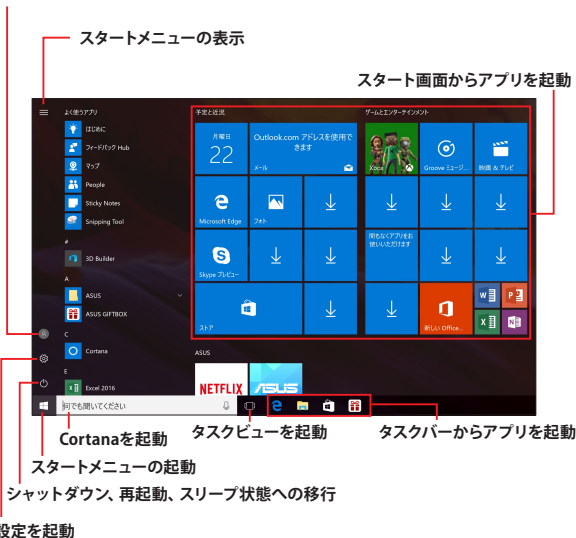 スタートメニューの表示
スタート画面からアプリを起動
よく使うアプリ
はじめに
フィードバック Hub
マップ
People
Sticky Notes
Snipping Tool
#
3D Builder
A
ASUS
ASUS GIFTBOX
C
Cortana
E
Excel 2016
何でも聞いてください
予定と近況
月曜日
22
Outlook.com アドレスを使用できます
メール
Microsoft Edge
フォト
Skype プレビュー
ストア
ゲームとエンターテインメント
Xbox
Groove ミュージ...
映画 & テレビ
間もなくアプリをお
使いいただけます
新しい Office...
ASUS
NETFLIX
ASUS
Cortanaを起動
タスクビューを起動
タスクバーからアプリを起動
スタートメニューの起動
シャットダウン、再起動、スリープ状態への移行
設定を起動